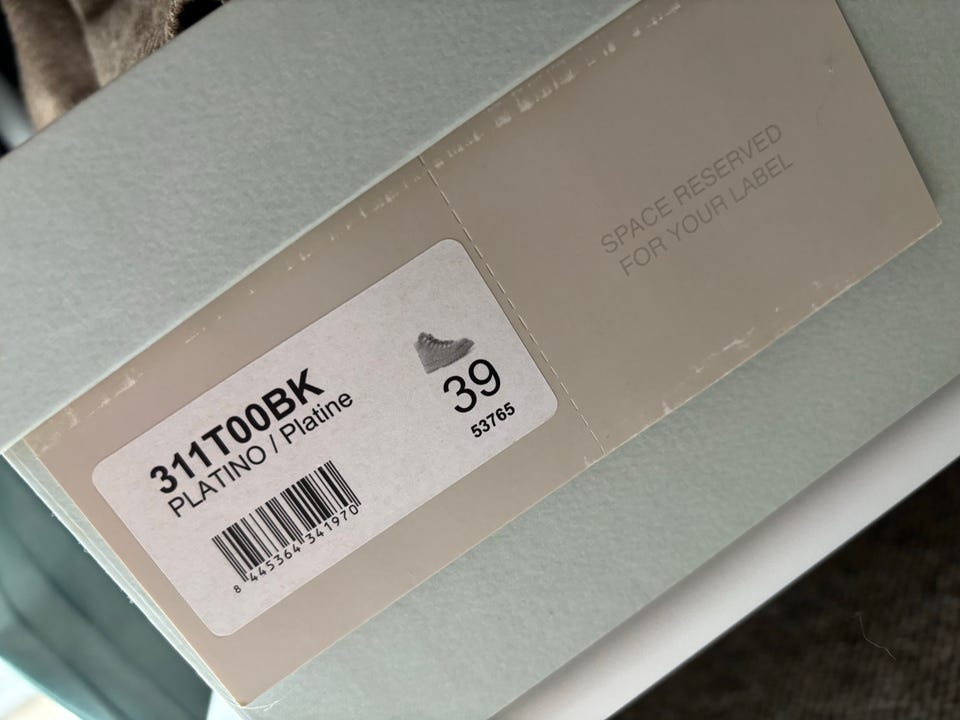 311T00BK
PLATINO / Platine
8 445364 341970
39
53765
SPACE RESERVED
FOR YOUR LABEL